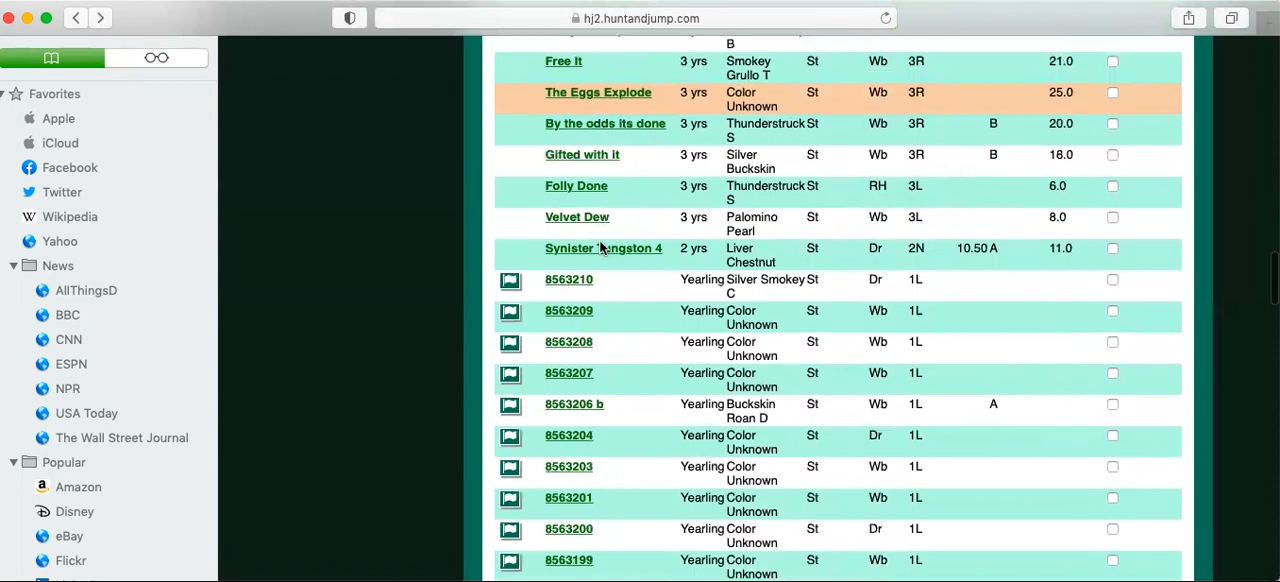 hj2.huntandjump.com
Favorites
Apple
iCloud
Facebook
Twitter
Wikipedia
Yahoo
News
AllThingsD
BBC
CNN
ESPN
NPR
USA Today
The Wall Street Journal
Popular
Amazon
Disney
eBay
Flickr
B
Free It 3 yrs Smokey St Wb 3R 21.0
Grullo T
The Eggs Explode 3 yrs Color St Wb 3R 25.0
Unknown
By the odds its done 3 yrs Thunderstruck St Wb 3R B 20.0
S
Gifted with it 3 yrs Silver St Wb 3R B 18.0
Buckskin
Folly Done 3 yrs Thunderstruck St RH 3L 6.0
S
Velvet Dew 3 yrs Palomino St Wb 3L 8.0
Pearl
Synister 4 2 yrs Liver St Dr 2N 10.50 A 11.0
Chestnut
8563210 Yearling Silver Smokey St Dr 1L
C
8563209 Yearling Color St Wb 1L
Unknown
8563208 Yearling Color St Wb 1L
Unknown
8563207 Yearling Color St Wb 1L
Unknown
8563206 b Yearling Buckskin St Wb 1L A
Roan D
8563204 Yearling Color St Dr 1L
Unknown
8563203 Yearling Color St Wb 1L
Unknown
8563201 Yearling Color St Wb 1L
Unknown
8563200 Yearling Color St Dr 1L
Unknown
8563199 Yearling Color St Wb 1L
Unknown